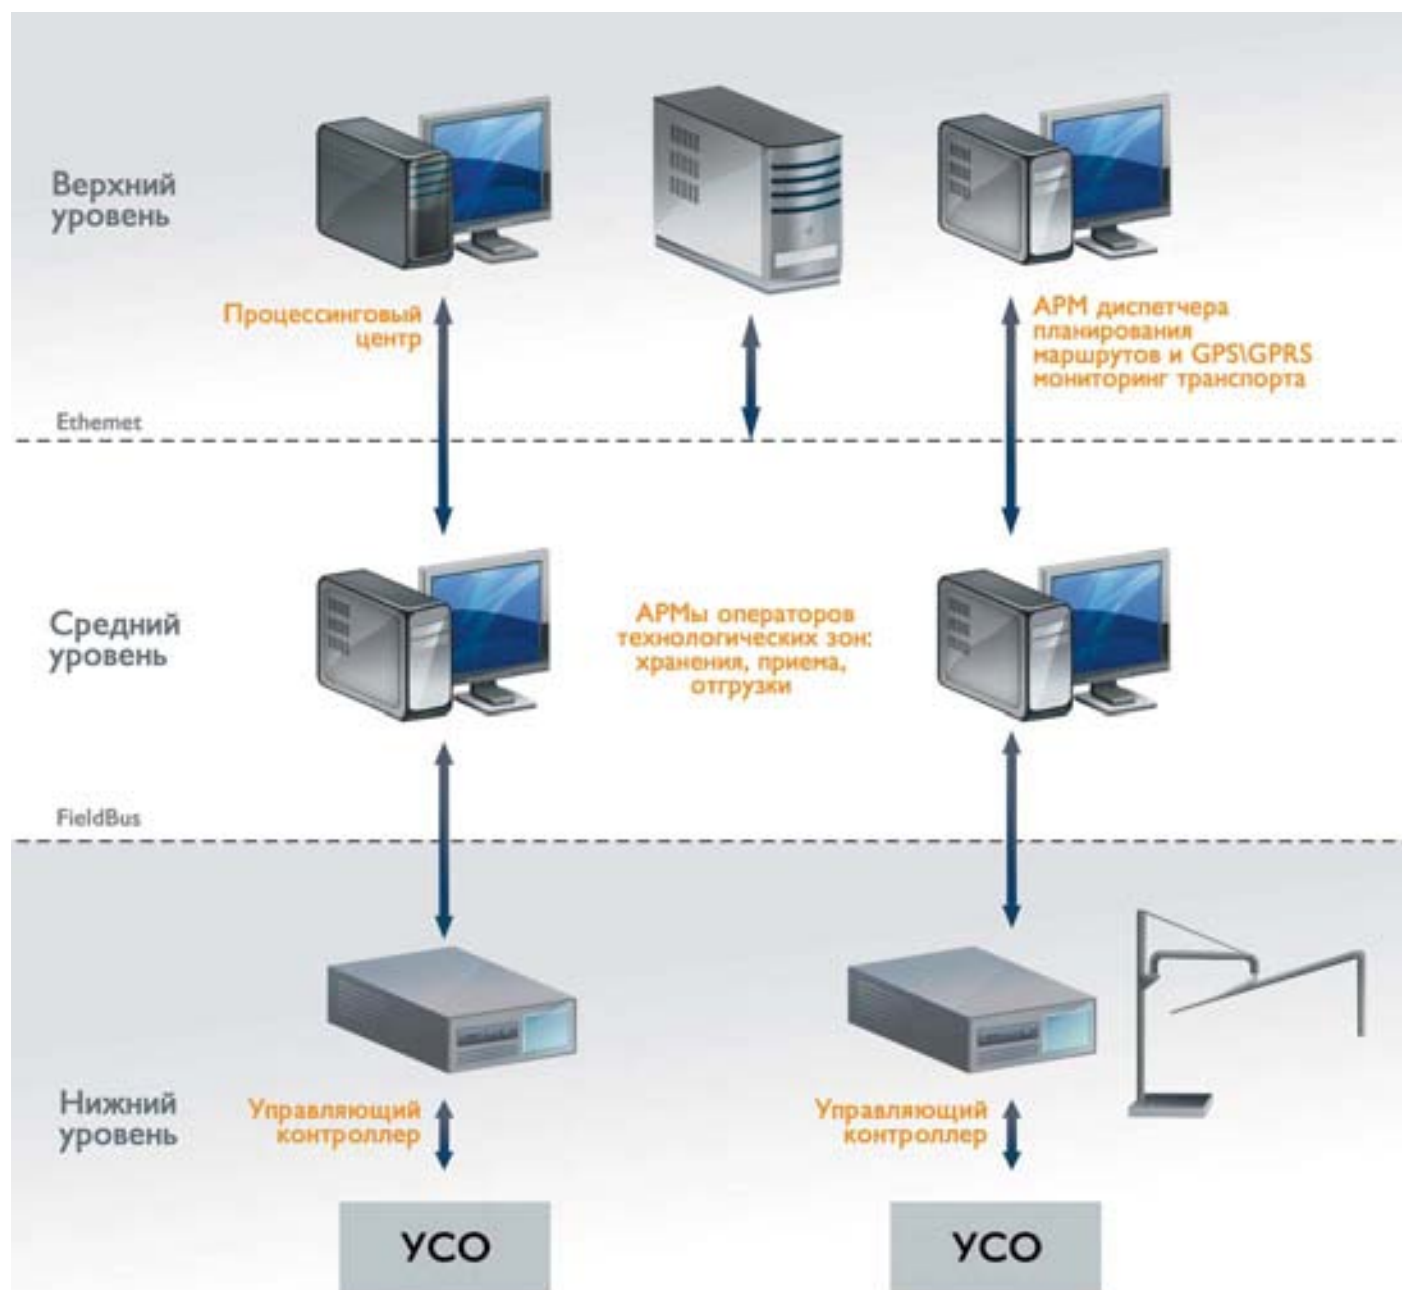 Верхний
уровень
Процессинговый
центр
АРМ диспетчера
планирования
маршрутов и GPS\GPRS
мониторинг транспорта
Ethemet
Средний
уровень
АРМы операторов
технологических зон:
хранения, приема,
отгрузки
FieldBus
Нижний
уровень
Управляющий
контроллер
Управляющий
контроллер
УСО
УСО